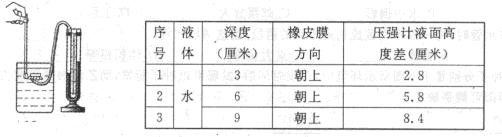 序号 液体 深度(厘米) 橡皮膜方向 压强计液面高度差(厘米)
1 朝上 2.8
2 水 6 朝上 5.8
3 9 朝上 8.4